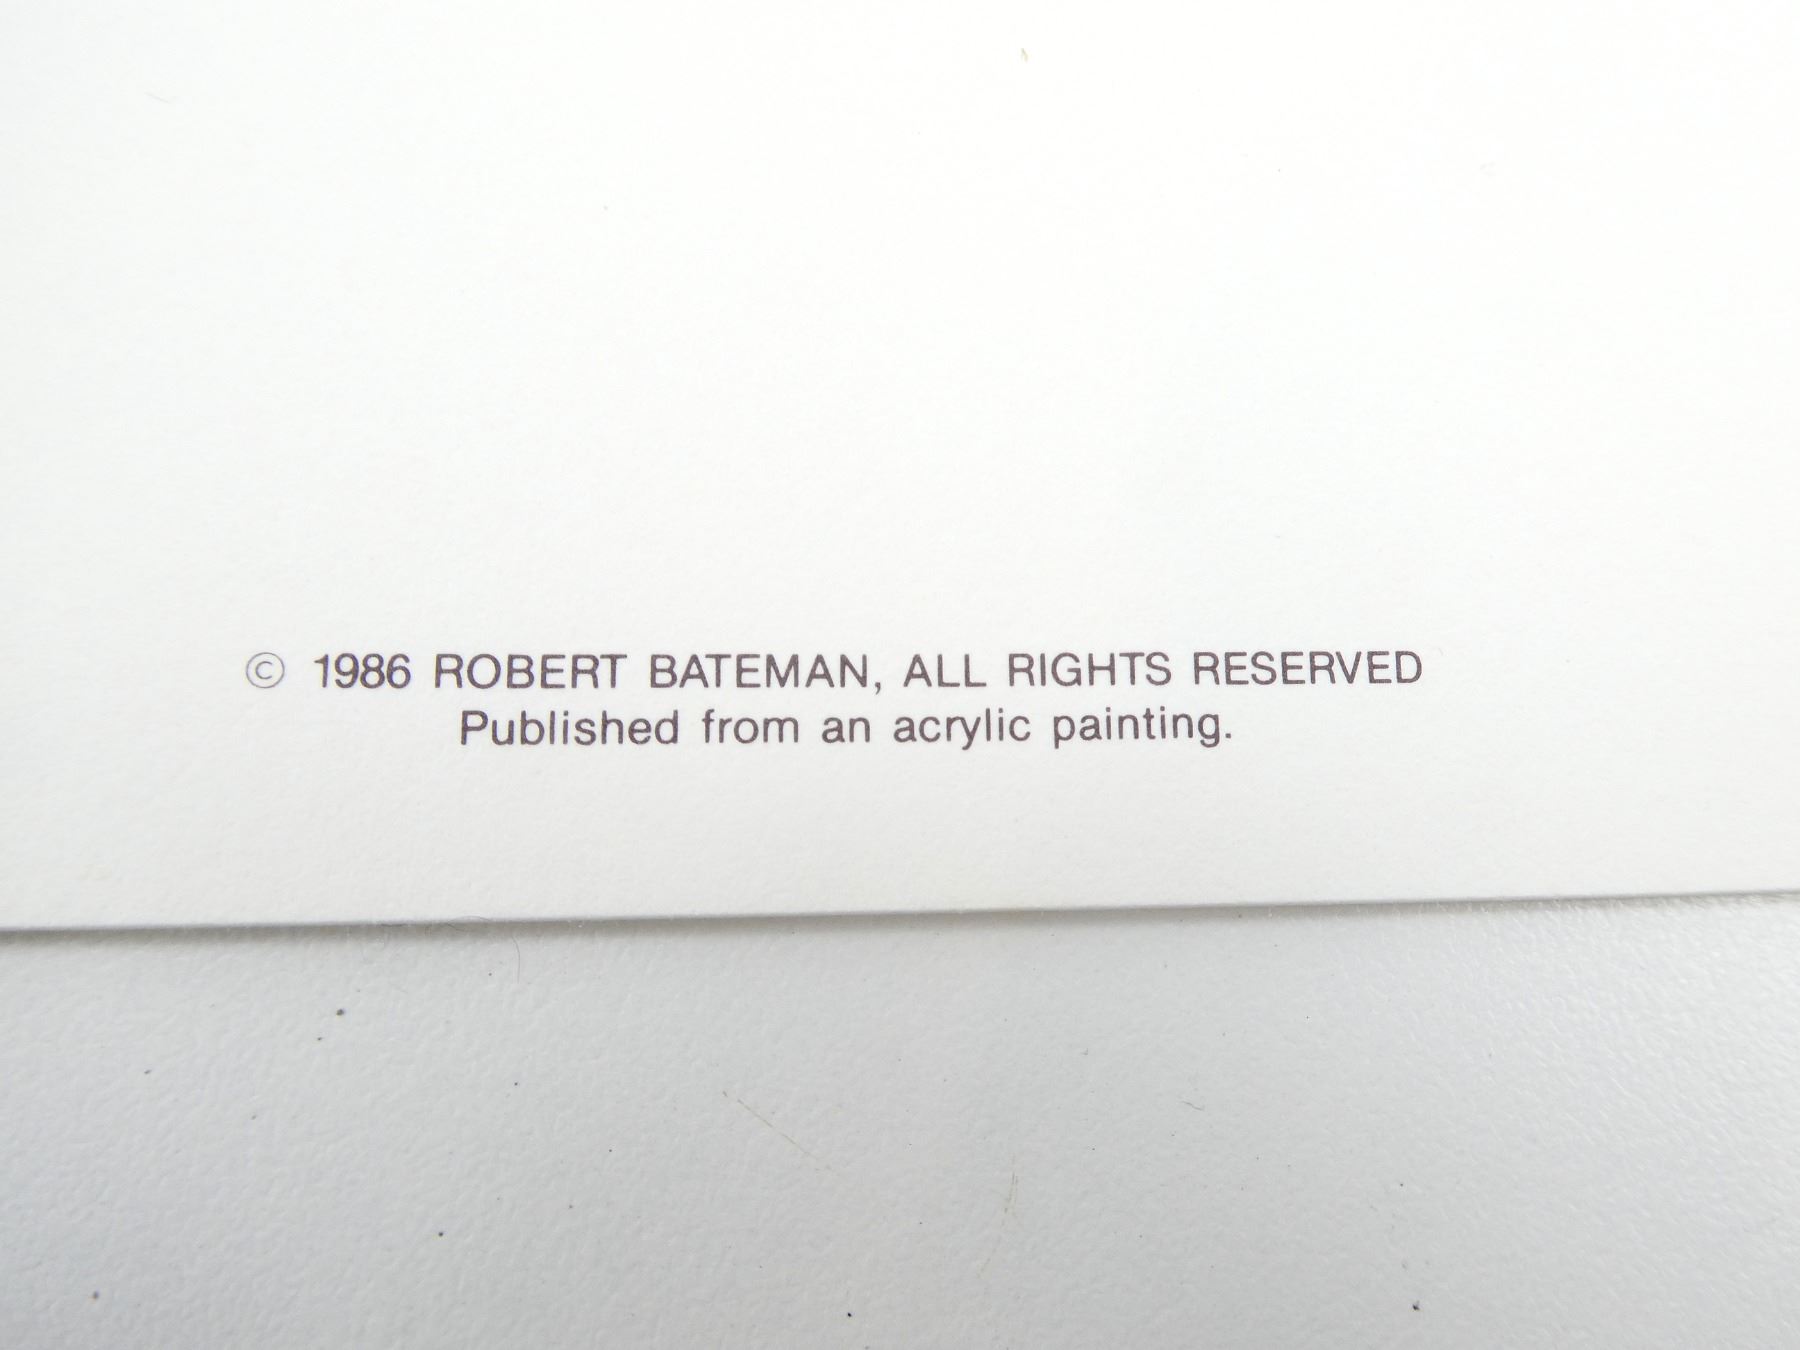 © 1986 ROBERT BATEMAN, ALL RIGHTS RESERVED
Published from an acrylic painting.